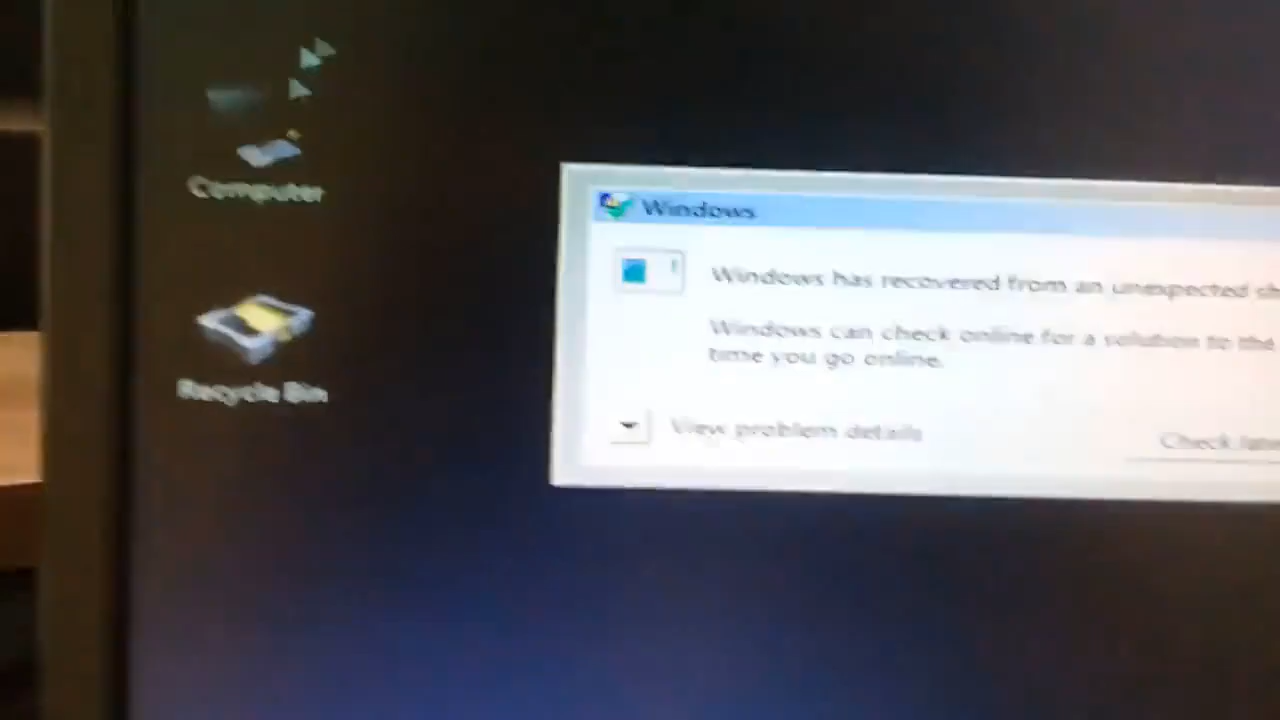 Computer
Recycle Bin
Windows
Windows has recovered from an unexpected
Windows can check online for a solution to the
time you go online.
View problem details
Check